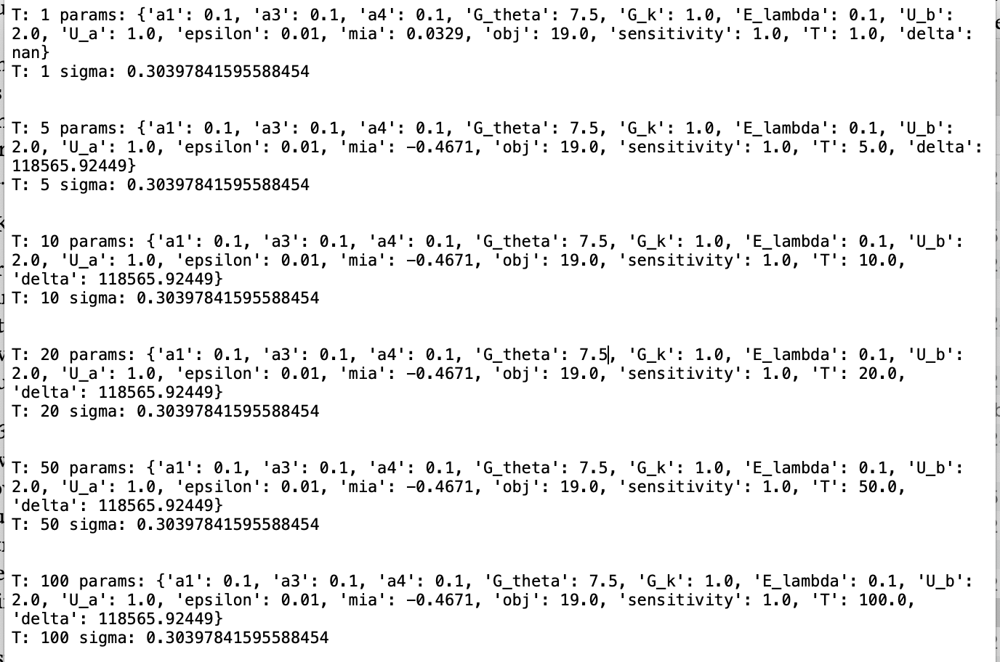 T: 1 params: {'a1': 0.1, 'a3': 0.1, 'a4': 0.1, 'G_theta': 7.5, 'G_k': 1.0, 'E_lambda': 0.1, 'U_b':
2.0, 'U_a': 1.0, 'epsilon': 0.01, 'mia': 0.0329, 'obj': 19.0, 'sensitivity': 1.0, 'T': 1.0, 'delta':
nan}
T: 1 sigma: 0.30397841595588454
T: 5 params: {'a1': 0.1, 'a3': 0.1, 'a4': 0.1, 'G_theta': 7.5, 'G_k': 1.0, 'E_lambda': 0.1, 'U_b':
2.0, 'U_a': 1.0, 'epsilon': 0.01, 'mia': −0.4671, 'obj': 19.0, 'sensitivity': 1.0, 'T': 5.0, 'delta':
118565.92449}
T: 5 sigma: 0.30397841595588454
T: 10 params: {'a1': 0.1, 'a3': 0.1, 'a4': 0.1, 'G_theta': 7.5, 'G_k': 1.0, 'E_lambda': 0.1, 'U_b':
2.0, 'U_a': 1.0, 'epsilon': 0.01, 'mia': −0.4671, 'obj': 19.0, 'sensitivity': 1.0, 'T': 10.0,
'delta': 118565.92449}
T: 10 sigma: 0.30397841595588454
T: 20 params: {'a1': 0.1, 'a3': 0.1, 'a4': 0.1, 'G_theta': 7.5, 'G_k': 1.0, 'E_lambda': 0.1, 'U_b':
2.0, 'U_a': 1.0, 'epsilon': 0.01, 'mia': −0.4671, 'obj': 19.0, 'sensitivity': 1.0, 'T': 20.0,
'delta': 118565.92449}
T: 20 sigma: 0.30397841595588454
T: 50 params: {'a1': 0.1, 'a3': 0.1, 'a4': 0.1, 'G_theta': 7.5, 'G_k': 1.0, 'E_lambda': 0.1, 'U_b':
2.0, 'U_a': 1.0, 'epsilon': 0.01, 'mia': −0.4671, 'obj': 19.0, 'sensitivity': 1.0, 'T': 50.0,
'delta': 118565.92449}
T: 50 sigma: 0.30397841595588454
T: 100 params: {'a1': 0.1, 'a3': 0.1, 'a4': 0.1, 'G_theta': 7.5, 'G_k': 1.0, 'E_lambda': 0.1, 'U_b':
2.0, 'U_a': 1.0, 'epsilon': 0.01, 'mia': −0.4671, 'obj': 19.0, 'sensitivity': 1.0, 'T': 100.0,
'delta': 118565.92449}
T: 100 sigma: 0.30397841595588454